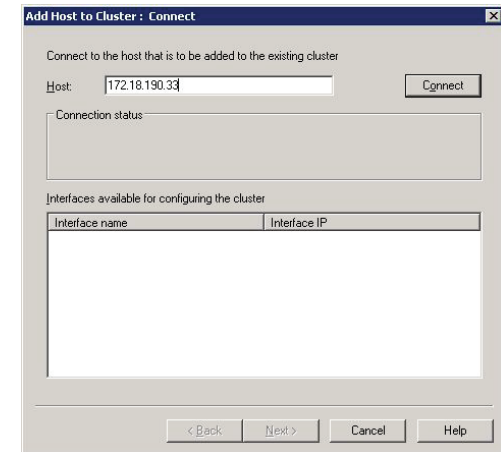 Add Host to Cluster : Connect
Connect to the host that is to be added to the existing cluster
Host: 172.18.190.33 Connect
Connection status
Interfaces available for configuring the cluster
Interface name Interface IP
< Back Next > Cancel Help